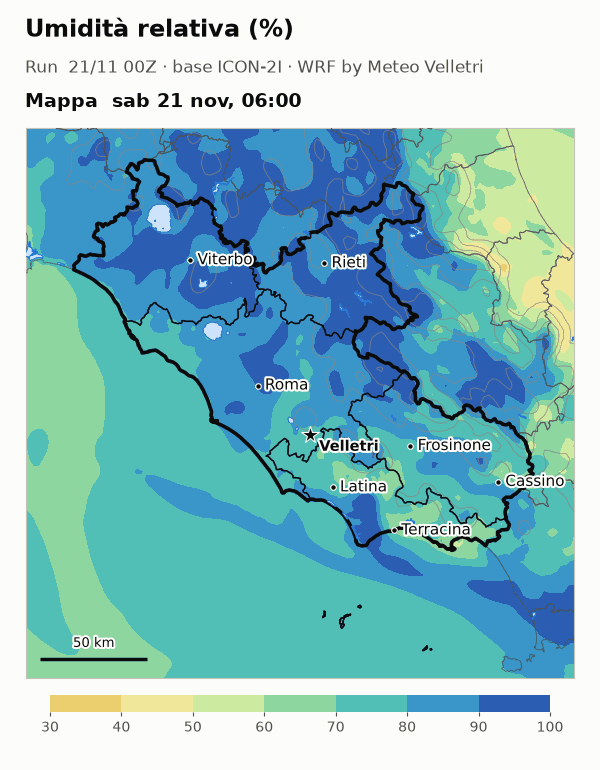 Umidità relativa (%)
Run  21/11 00Z · base ICON-2I · WRF by Meteo Velletri
Mappa  sab 21 nov, 06:00
Viterbo
Rieti
Roma
Velletri
Frosinone
Latina
Cassino
Terracina
50 km
30 40 50 60 70 80 90 100